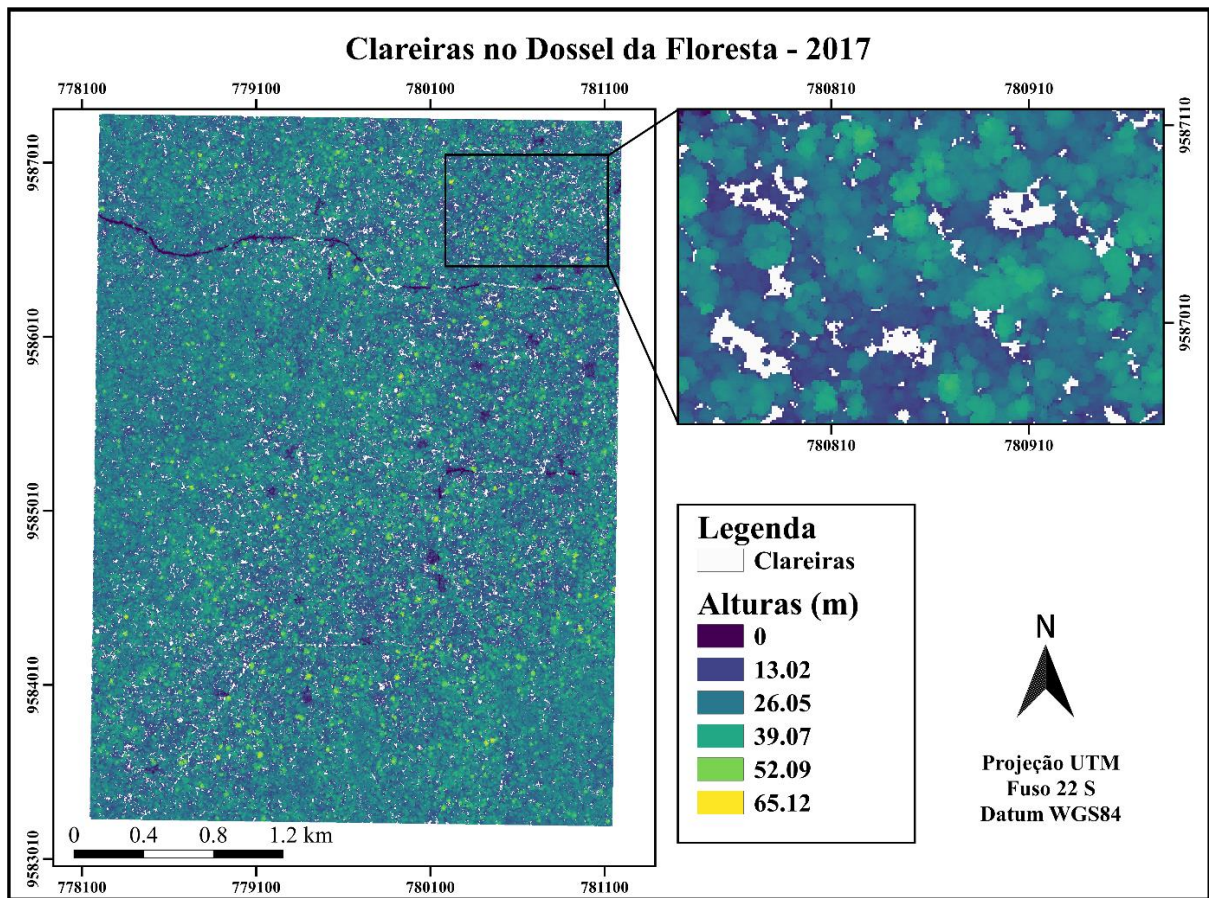 Clareiras no Dossel da Floresta - 2017
778100 779100 780100 781100
780810 780910
9587010
9586010
9585010
9584010
9583010
9587110
9587010
780810 780910
Legenda
Clareiras
Alturas (m)
0
13.02
26.05
39.07
52.09
65.12
N
Projeção UTM
Fuso 22 S
Datum WGS84
0 0.4 0.8 1.2 km
778100 779100 780100 781100